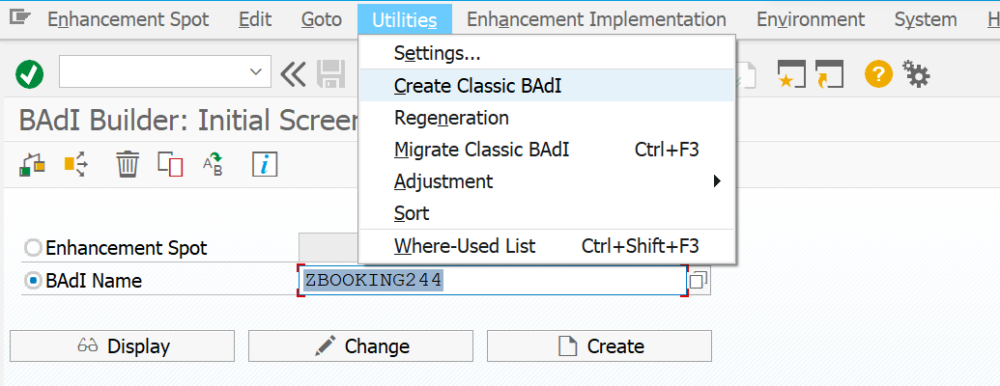 Enhancement Spot Edit Goto Utilities Enhancement Implementation Environment System H
Settings...
Create Classic BAdI
BAdI Builder: Initial Screen
Regeneration
Migrate Classic BAdI Ctrl+F3
Adjustment
Sort
Enhancement Spot
Where-Used List Ctrl+Shift+F3
BAdI Name ZBOOKING244
Display Change Create